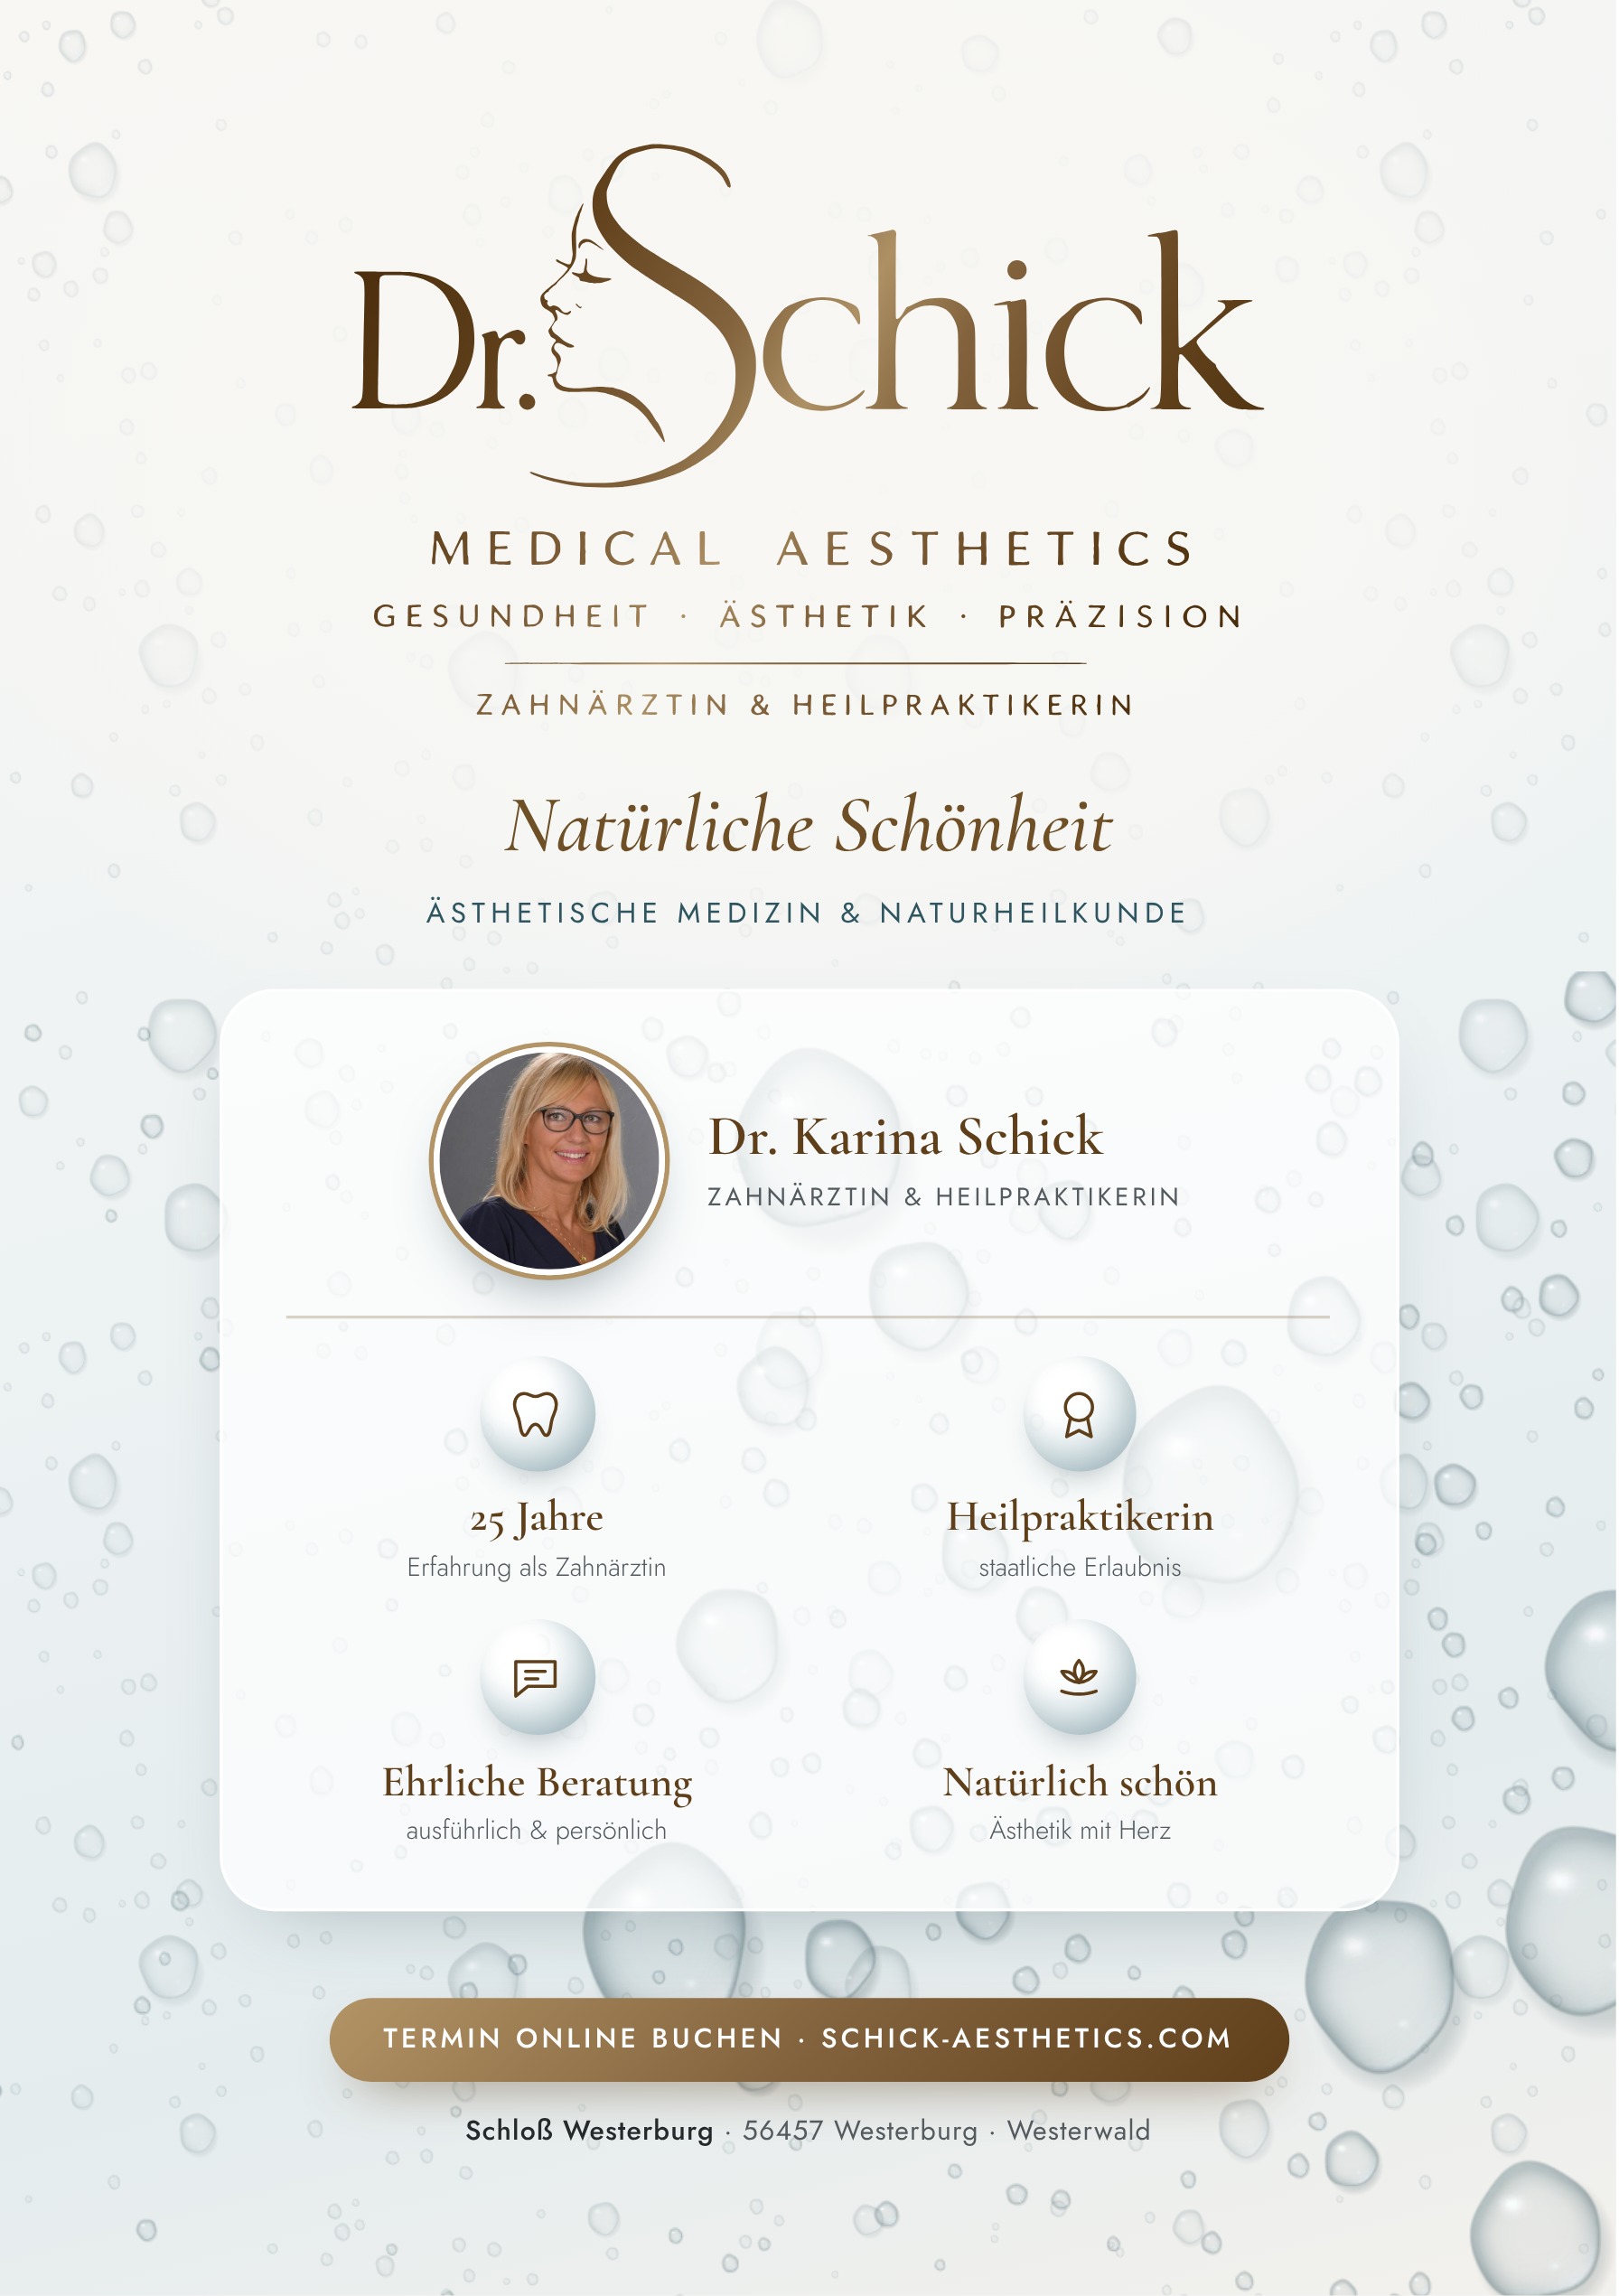 Dr. Schick
MEDICAL AESTHETICS
GESUNDHEIT · ÄSTHETIK · PRÄZISION
ZAHNÄRZTIN & HEILPRAKTIKERIN
Natürliche Schönheit
ÄSTHETISCHE MEDIZIN & NATURHEILKUNDE
Dr. Karina Schick
ZAHNÄRZTIN & HEILPRAKTIKERIN
25 Jahre
Erfahrung als Zahnärztin
Heilpraktikerin
staatliche Erlaubnis
Ehrliche Beratung
ausführlich & persönlich
Natürlich schön
Ästhetik mit Herz
TERMIN ONLINE BUCHEN · SCHICK-AESTHETICS.COM
Schloß Westerburg · 56457 Westerburg · Westerwald